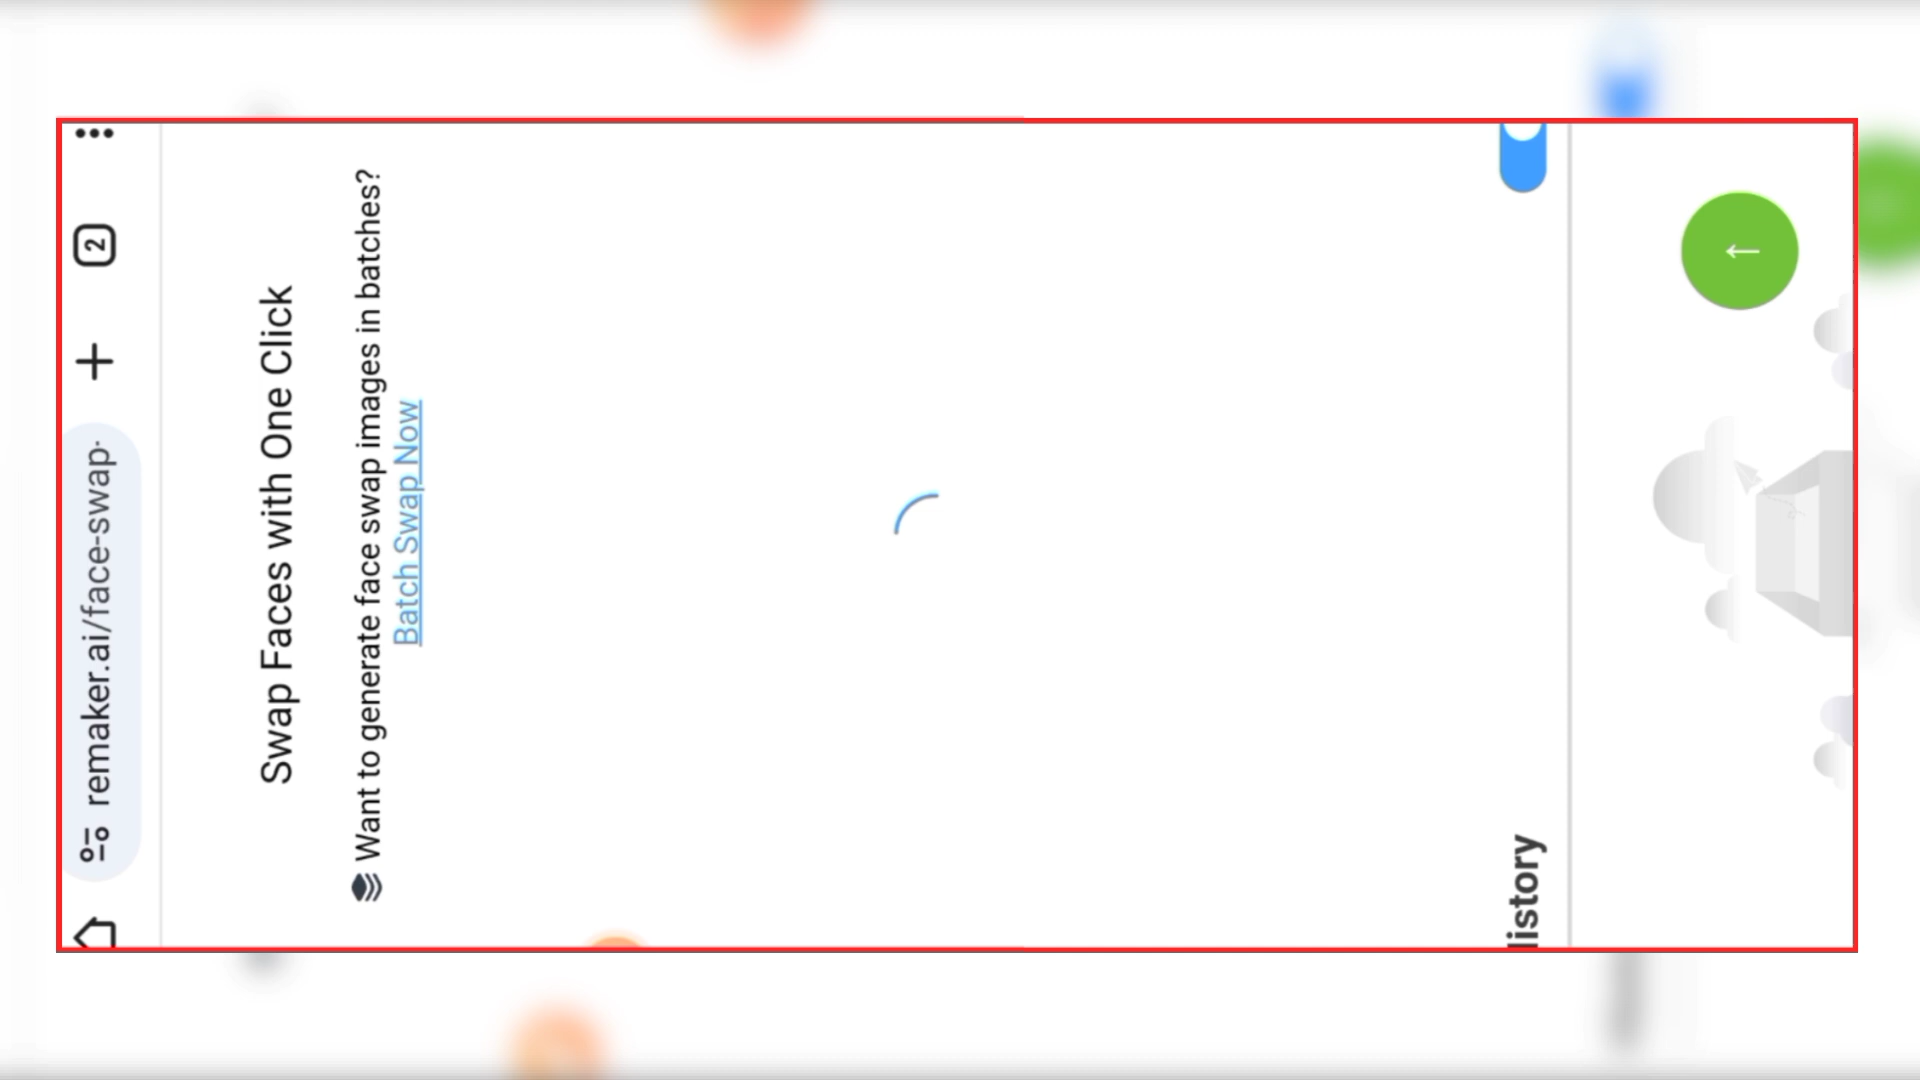 2
remaker.ai/face-swap-
Swap Faces with One Click
Want to generate face swap images in batches?
Batch Swap Now
listory